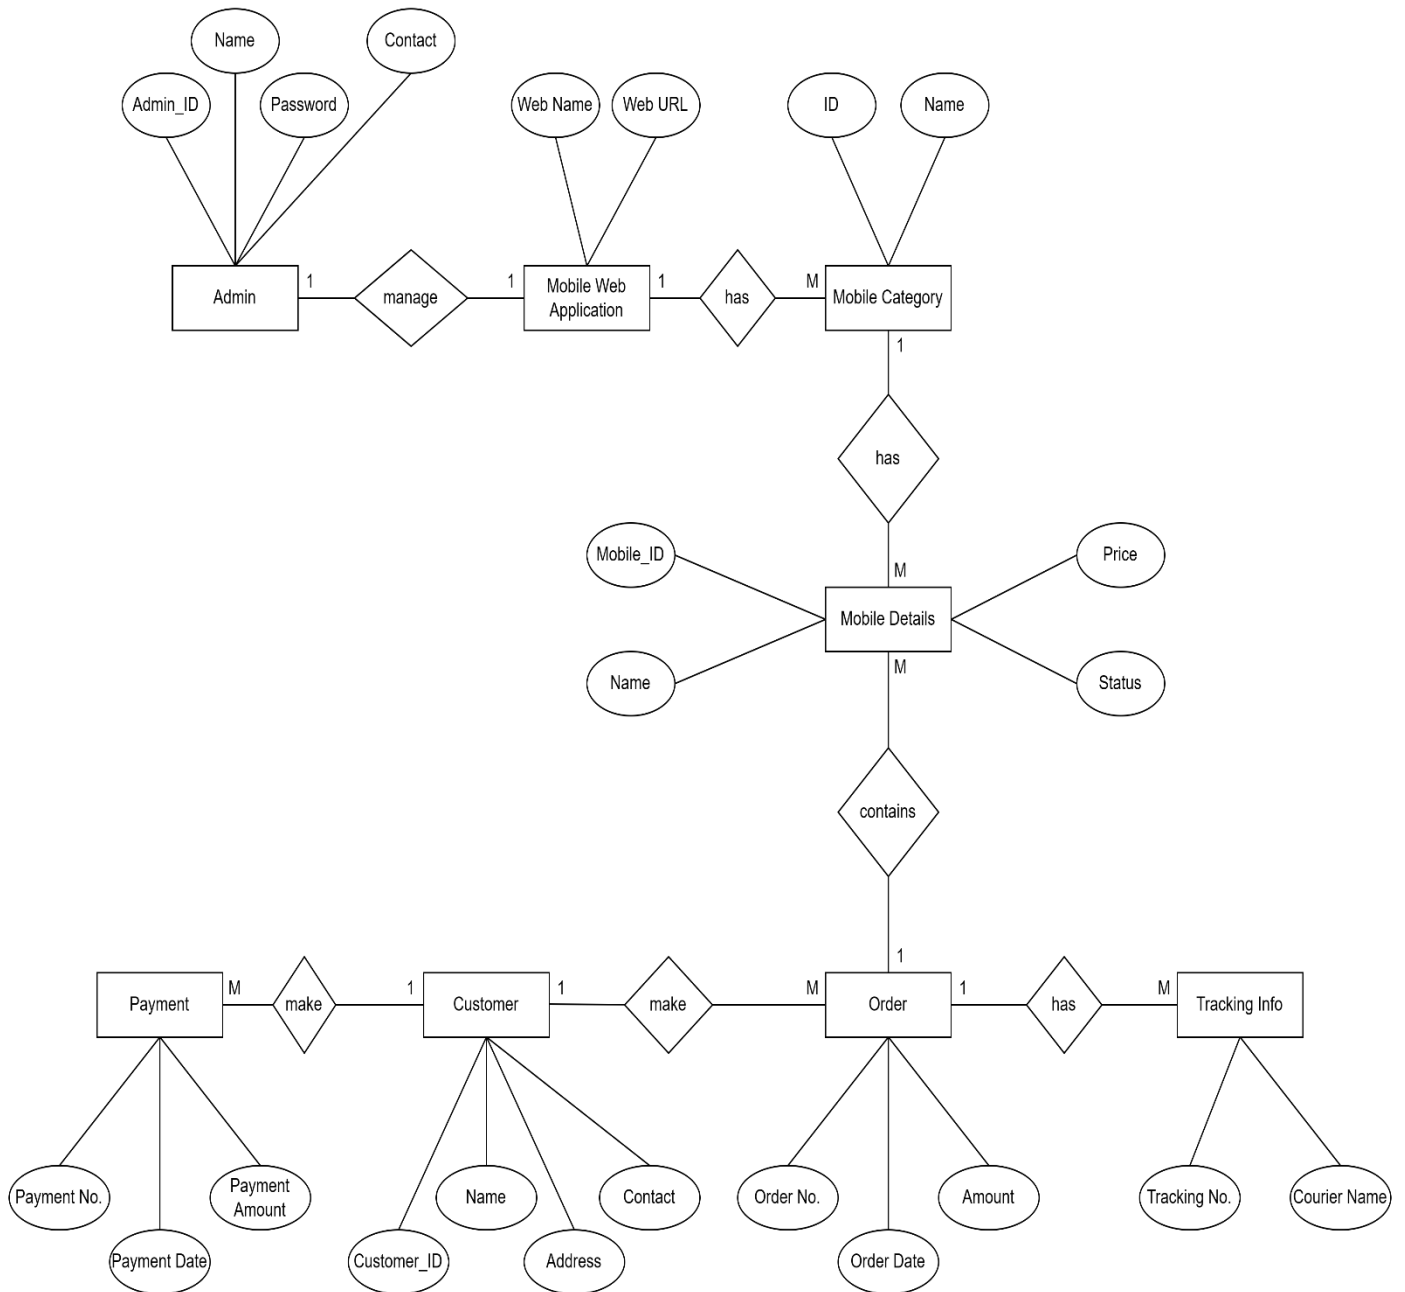 Name
Contact
Admin_ID
Password
Web Name
Web URL
ID
Name
Admin
1
manage
1
Mobile Web
Application
1
has
M
Mobile Category
1
has
M
Mobile_ID
Price
Mobile Details
Name
Status
M
contains
1
Payment
M
make
1
Customer
1
make
M
Order
1
has
M
Tracking Info
Payment No.
Payment
Amount
Name
Contact
Order No.
Amount
Tracking No.
Courier Name
Payment Date
Customer_ID
Address
Order Date